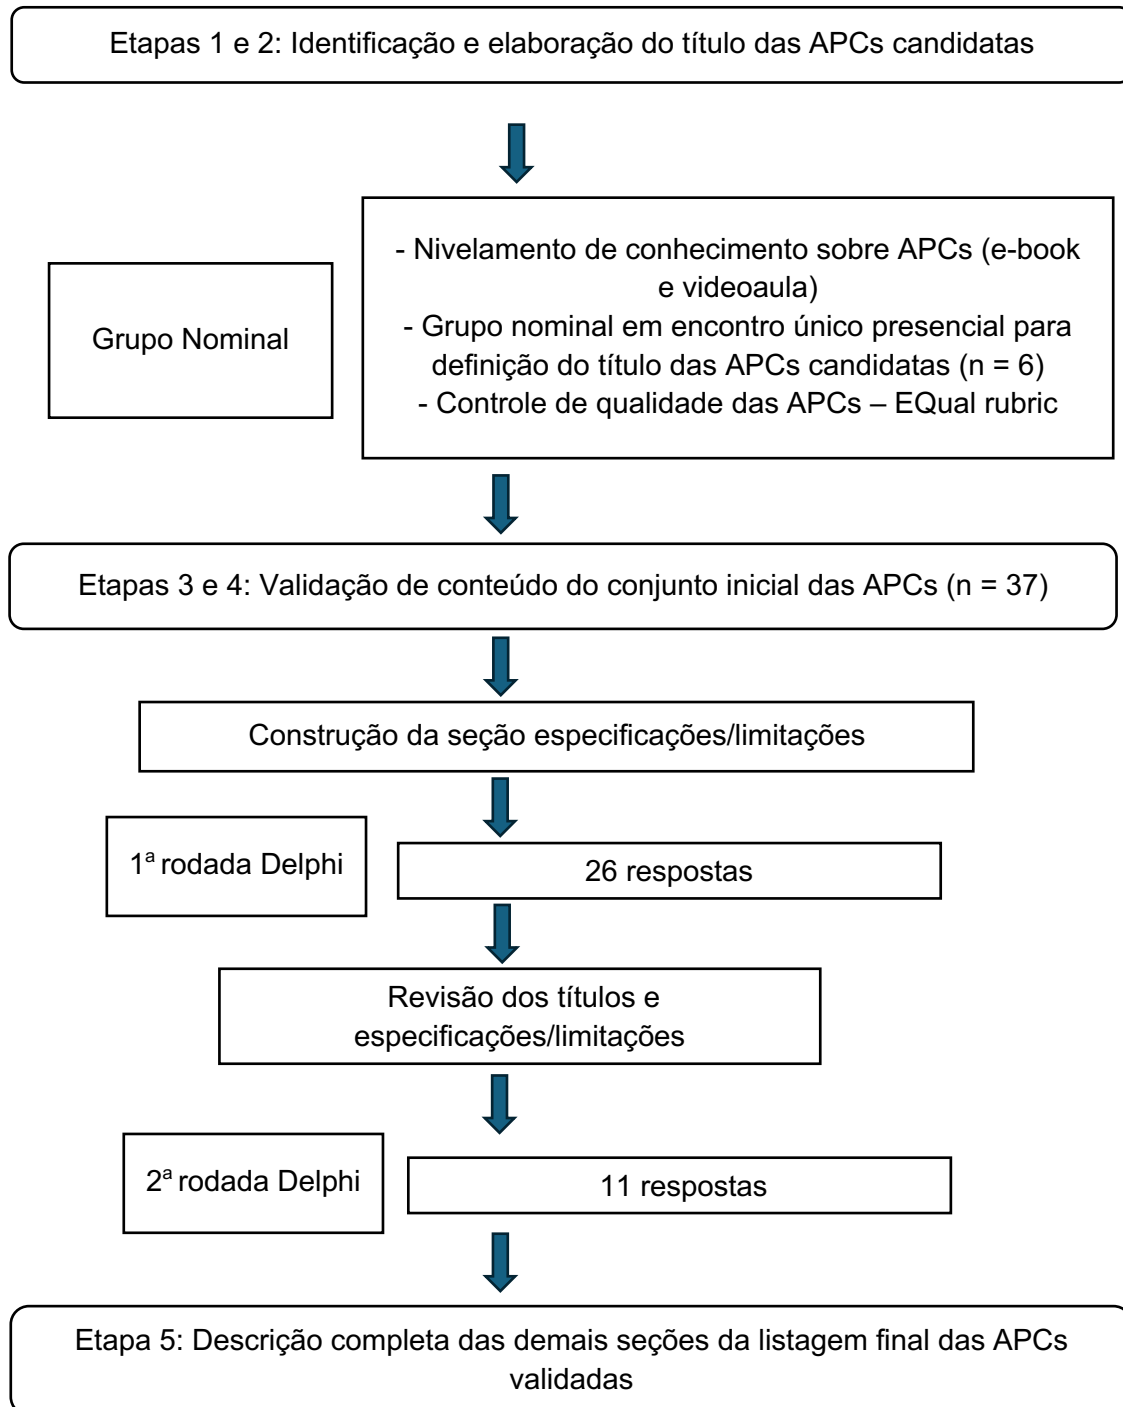 Etapas 1 e 2: Identificação e elaboração do título das APCs candidatas
Grupo Nominal
- Nivelamento de conhecimento sobre APCs (e-book
e videoaula)
- Grupo nominal em encontro único presencial para
definição do título das APCs candidatas (n = 6)
- Controle de qualidade das APCs – EQual rubric
Etapas 3 e 4: Validação de conteúdo do conjunto inicial das APCs (n = 37)
Construção da seção especificações/limitações
1ª rodada Delphi
26 respostas
Revisão dos títulos e
especificações/limitações
2ª rodada Delphi
11 respostas
Etapa 5: Descrição completa das demais seções da listagem final das APCs
validadas